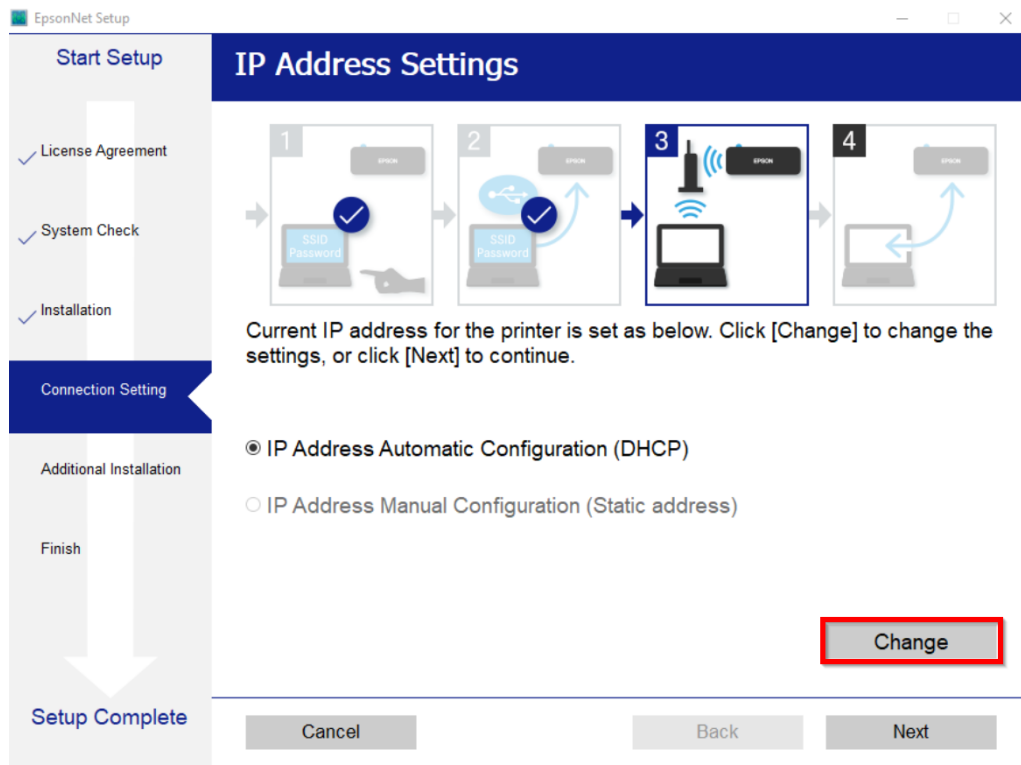 EpsonNet Setup
Start Setup
License Agreement
System Check
Installation
Connection Setting
Additional Installation
Finish
Setup Complete
IP Address Settings
1
EPSON
SSID
Password
2
EPSON
SSID
Password
3
EPSON
4
EPSON
Current IP address for the printer is set as below. Click [Change] to change the
settings, or click [Next] to continue.
IP Address Automatic Configuration (DHCP)
IP Address Manual Configuration (Static address)
Change
Cancel
Back
Next